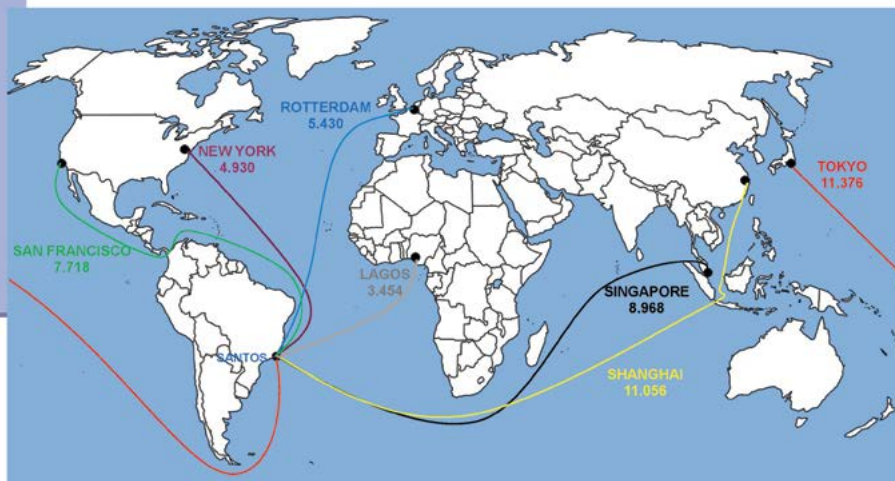 ROTTERDAM
5.430
NEW YORK
4.930
TOKYO
11.376
SAN FRANCISCO
7.718
LAGOS
3.454
SINGAPORE
8.968
SANTOS
SHANGHAI
11.056